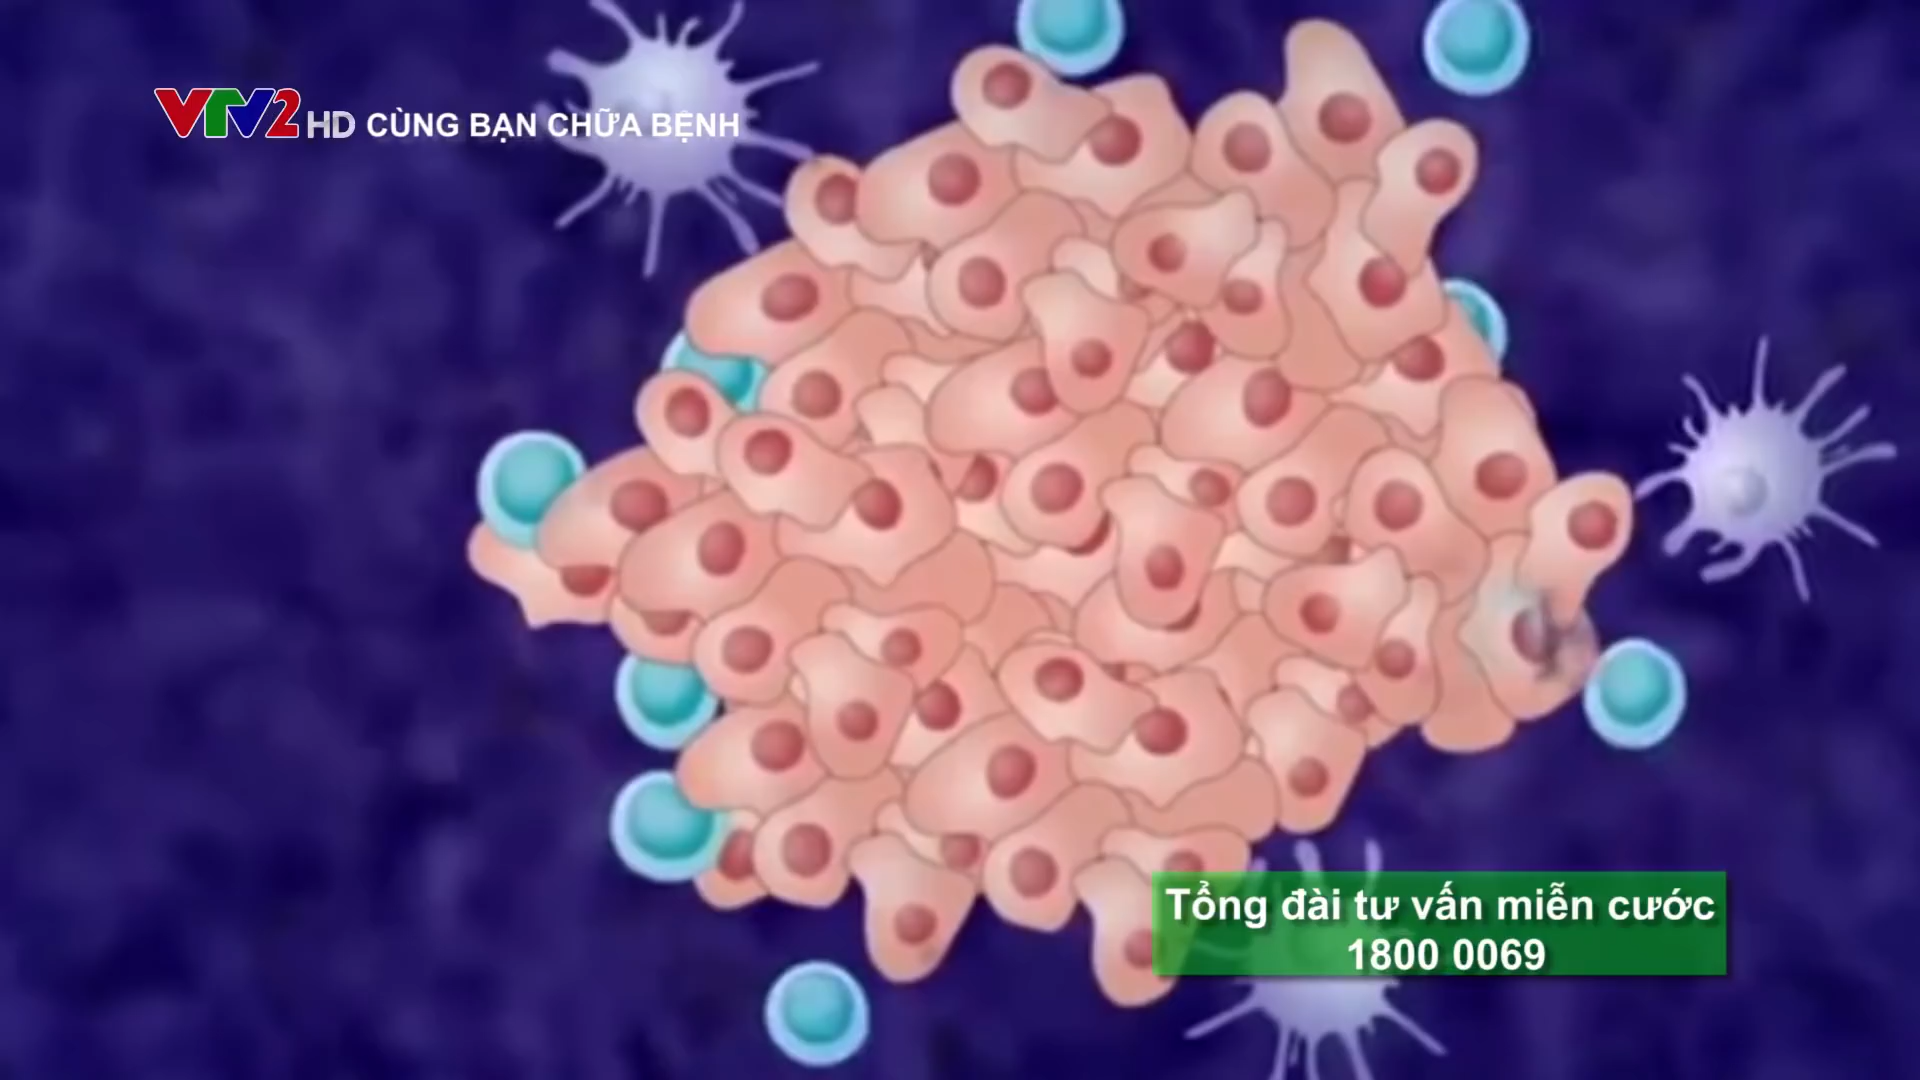 VTV2 HD CÙNG BẠN CHỮA BỆNH
Tổng đài tư vấn miễn cước
1800 0069